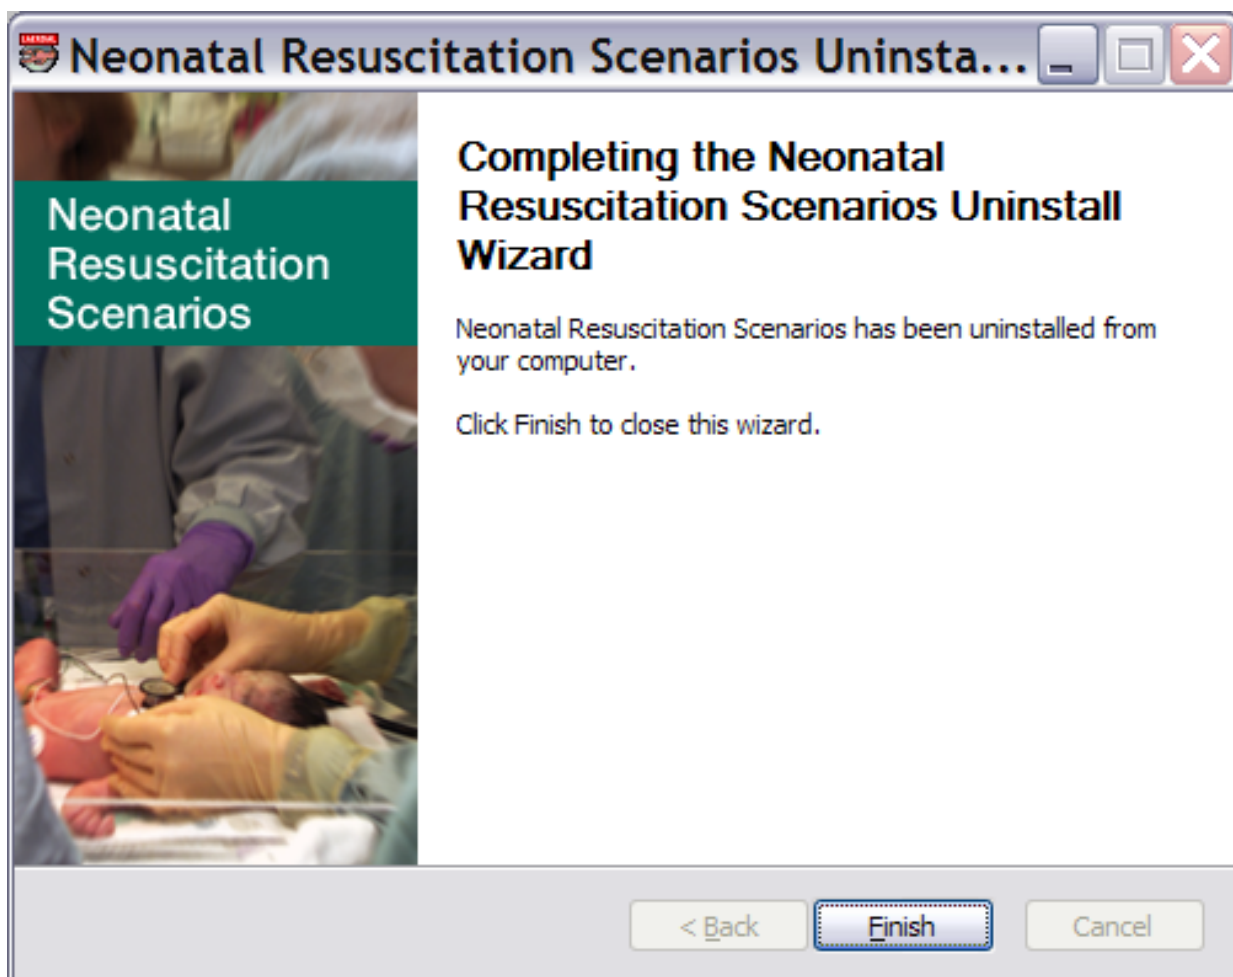 Neonatal Resuscitation Scenarios Uninsta...
Neonatal
Resuscitation
Scenarios
Completing the Neonatal
Resuscitation Scenarios Uninstall
Wizard
Neonatal Resuscitation Scenarios has been uninstalled from
your computer.
Click Finish to close this wizard.
< Back
Finish
Cancel